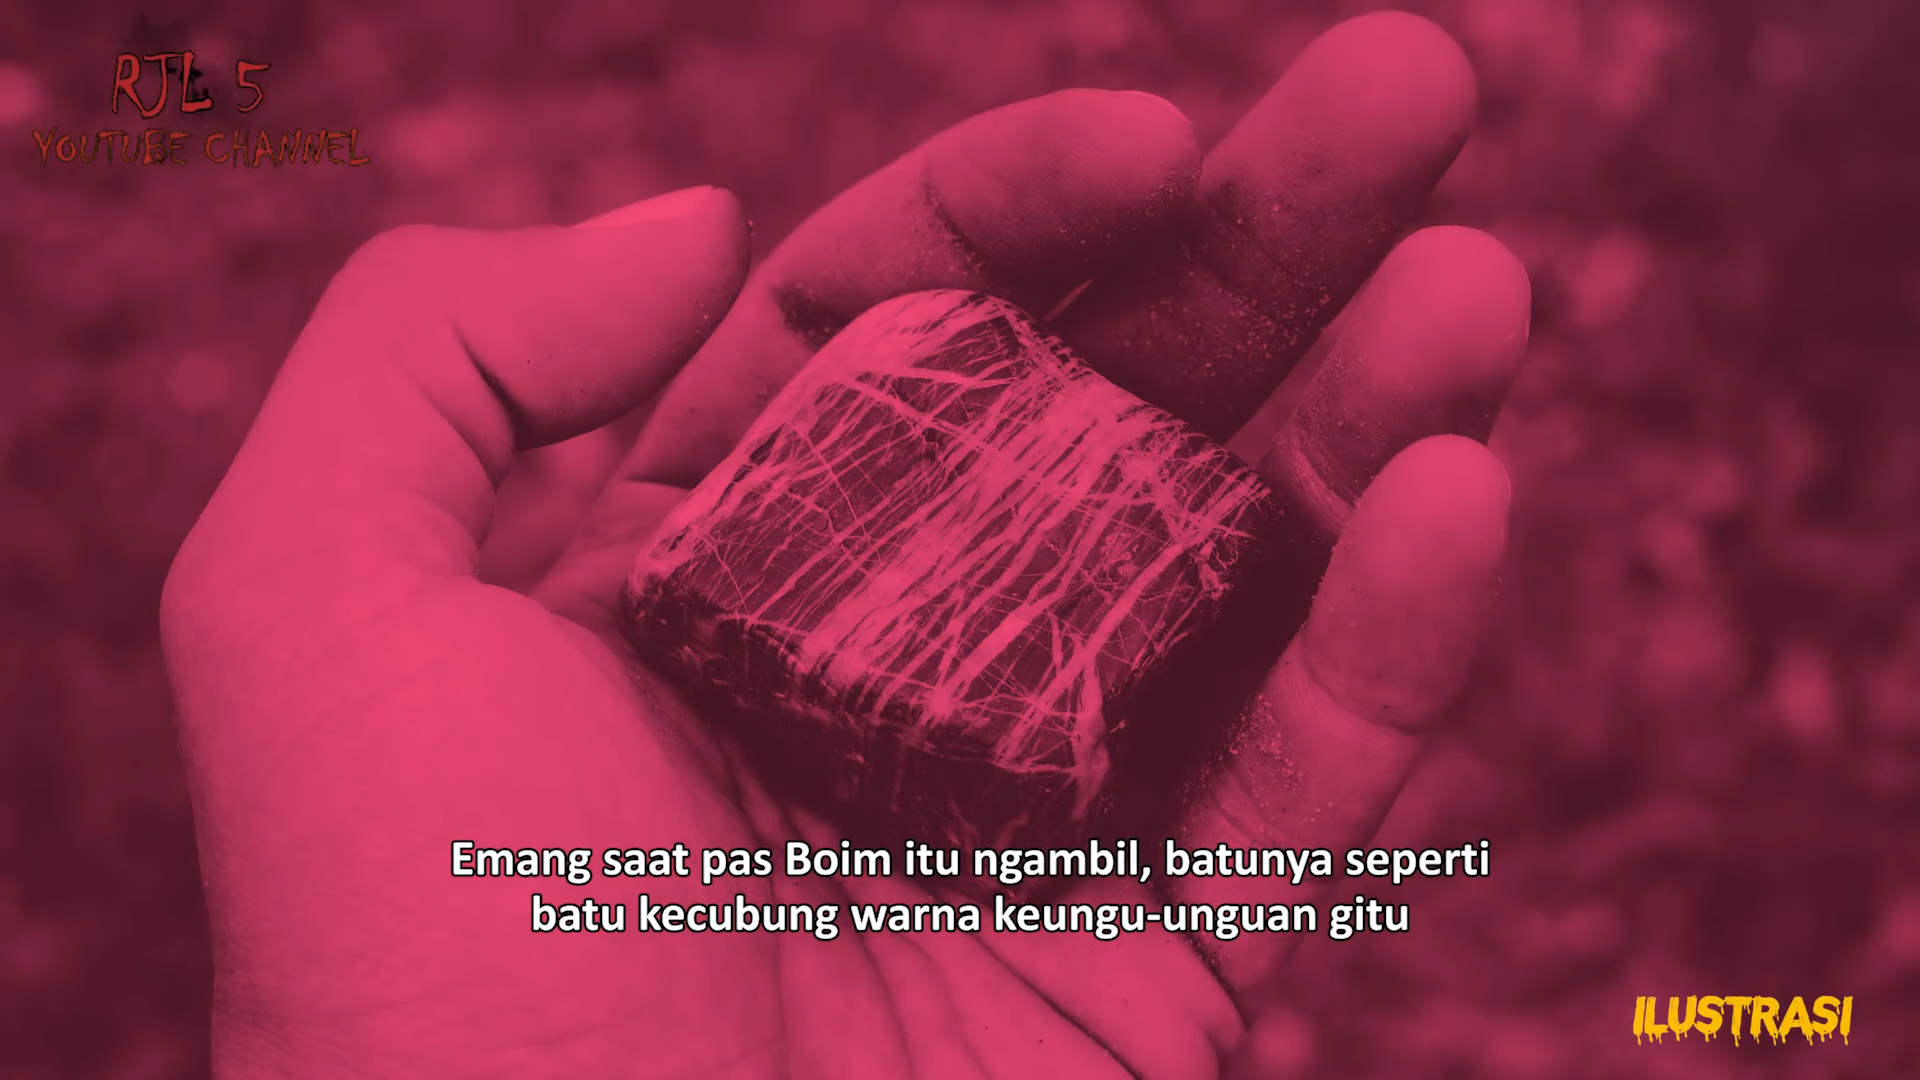 RJL 5
YOUTUBE CHANNEL
Emang saat pas Boim itu ngambil, batunya seperti
batu kecubung warna keungu-unguan gitu
ILUSTRASI